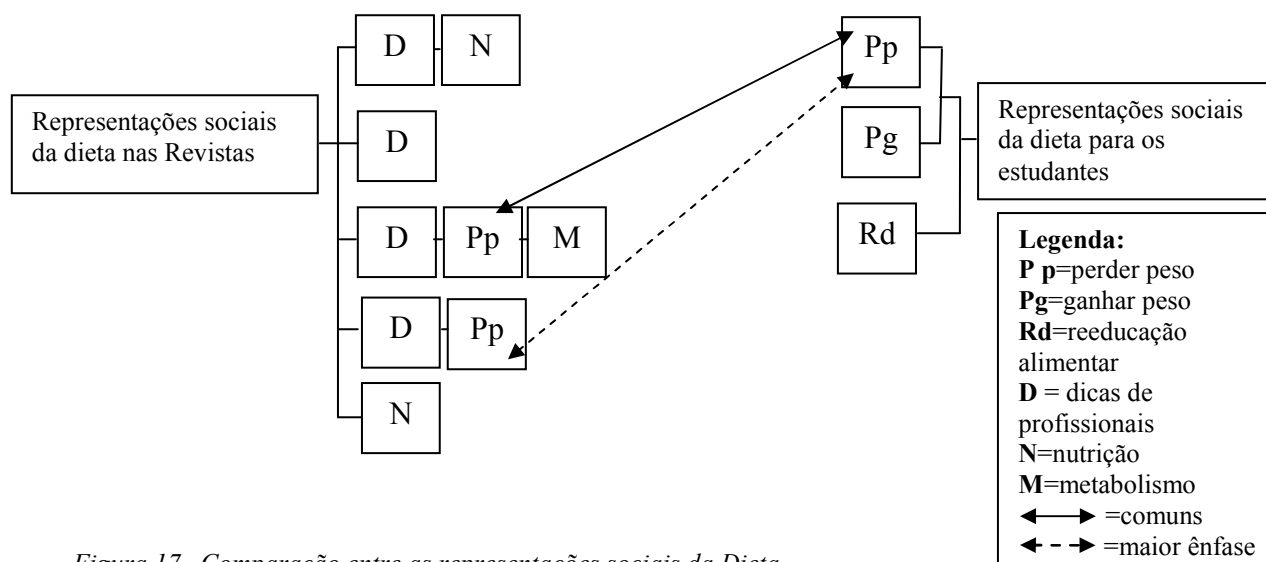 D N
Pp
Representações sociais
da dieta nas Revistas
D
Pg
Representações sociais
da dieta para os
estudantes
D Pp M
Rd
D Pp
N
Legenda:
P p=perder peso
Pg=ganhar peso
Rd=reeducação
alimentar
D = dicas de
profissionais
N=nutrição
M=metabolismo
=comuns
=maior ênfase
Figura 17 Comparação entre as representações sociais da Dieta